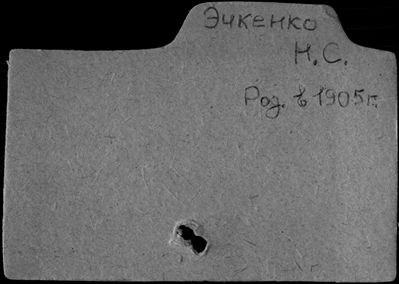 Эчкенко
Н.С.
Род. в 1905г.